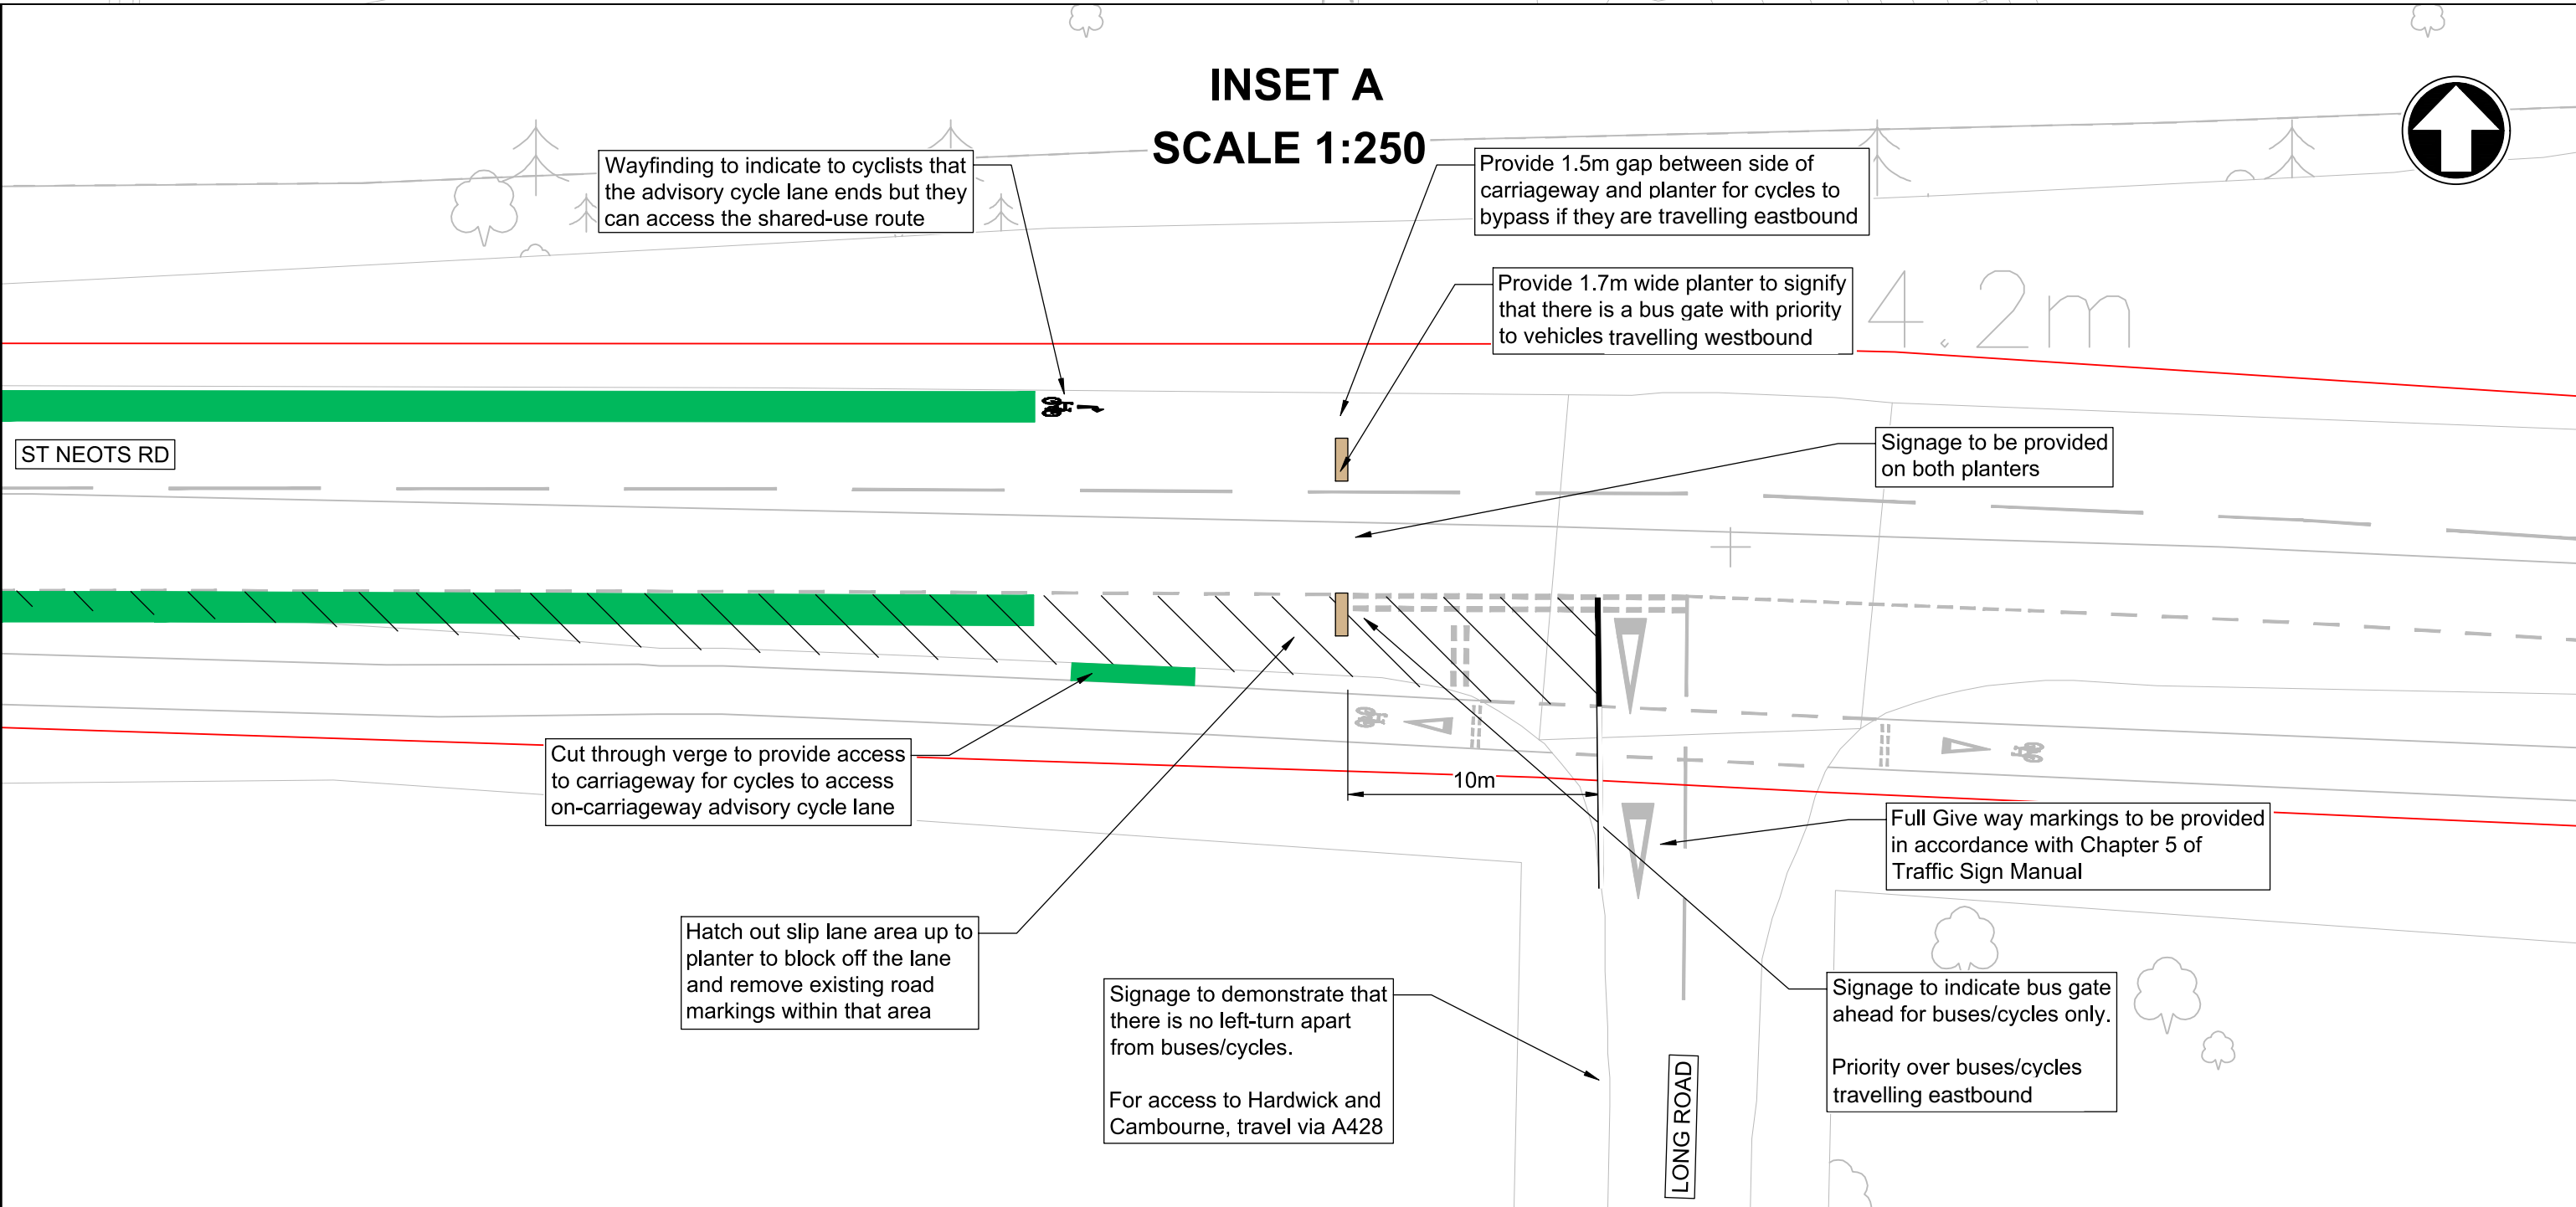 INSET A
SCALE 1:250
Wayfinding to indicate to cyclists that
the advisory cycle lane ends but they
can access the shared-use route
Provide 1.5m gap between side of
carriageway and planter for cycles to
bypass if they are travelling eastbound
Provide 1.7m wide planter to signify
that there is a bus gate with priority
to vehicles travelling westbound
4.2m
ST NEOTS RD
Signage to be provided
on both planters
Cut through verge to provide access
to carriageway for cycles to access
on-carriageway advisory cycle lane
10m
Full Give way markings to be provided
in accordance with Chapter 5 of
Traffic Sign Manual
Hatch out slip lane area up to
planter to block off the lane
and remove existing road
markings within that area
Signage to demonstrate that
there is no left-turn apart
from buses/cycles.
For access to Hardwick and
Cambourne, travel via A428
LONG ROAD
Signage to indicate bus gate
ahead for buses/cycles only.
Priority over buses/cycles
travelling eastbound